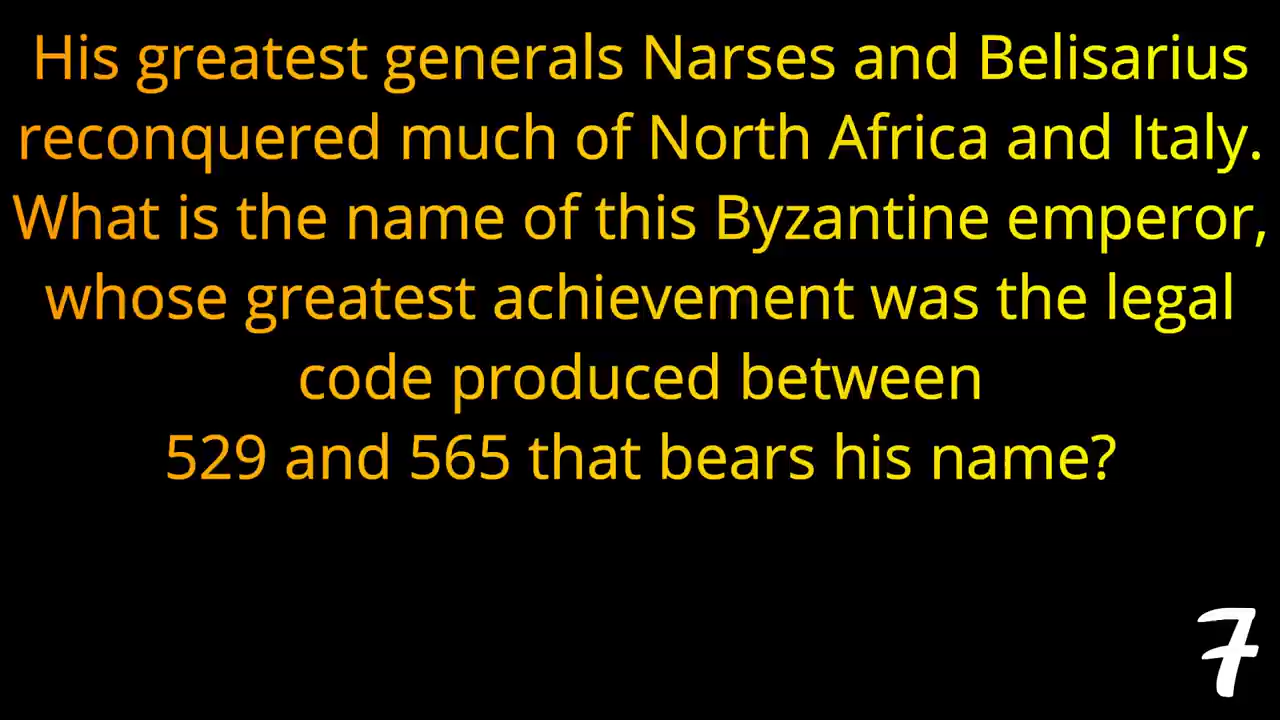 His greatest generals Narses and Belisarius
reconquered much of North Africa and Italy.
What is the name of this Byzantine emperor,
whose greatest achievement was the legal
code produced between
529 and 565 that bears his name?
7